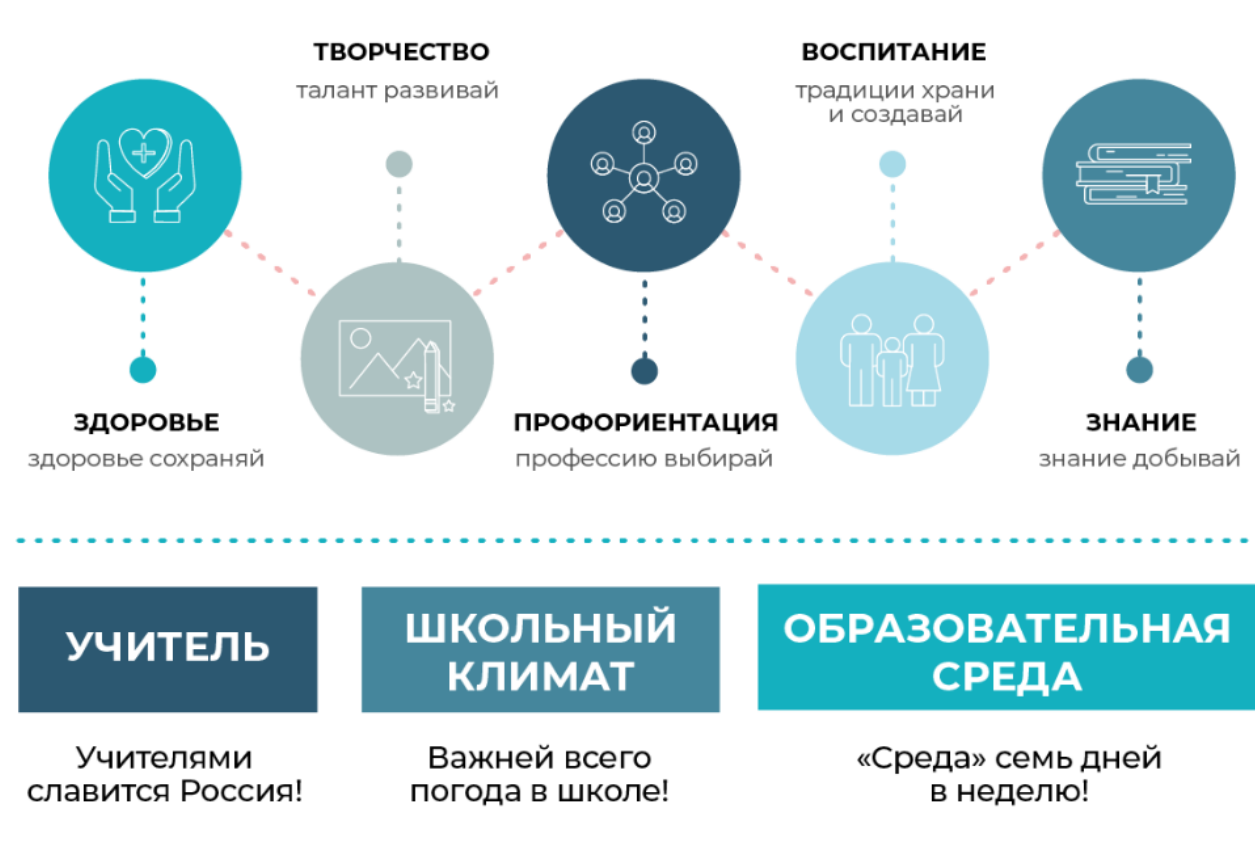 ТВОРЧЕСТВО
талант развивай
ВОСПИТАНИЕ
традиции храни
и создавай
ЗДОРОВЬЕ
здоровье сохраняй
ПРОФОРИЕНТАЦИЯ
профессию выбирай
ЗНАНИЕ
знание добывай
УЧИТЕЛЬ
ШКОЛЬНЫЙ
КЛИМАТ
ОБРАЗОВАТЕЛЬНАЯ
СРЕДА
Учителями
славится Россия!
Важней всего
погода в школе!
«Среда» семь дней
в неделю!